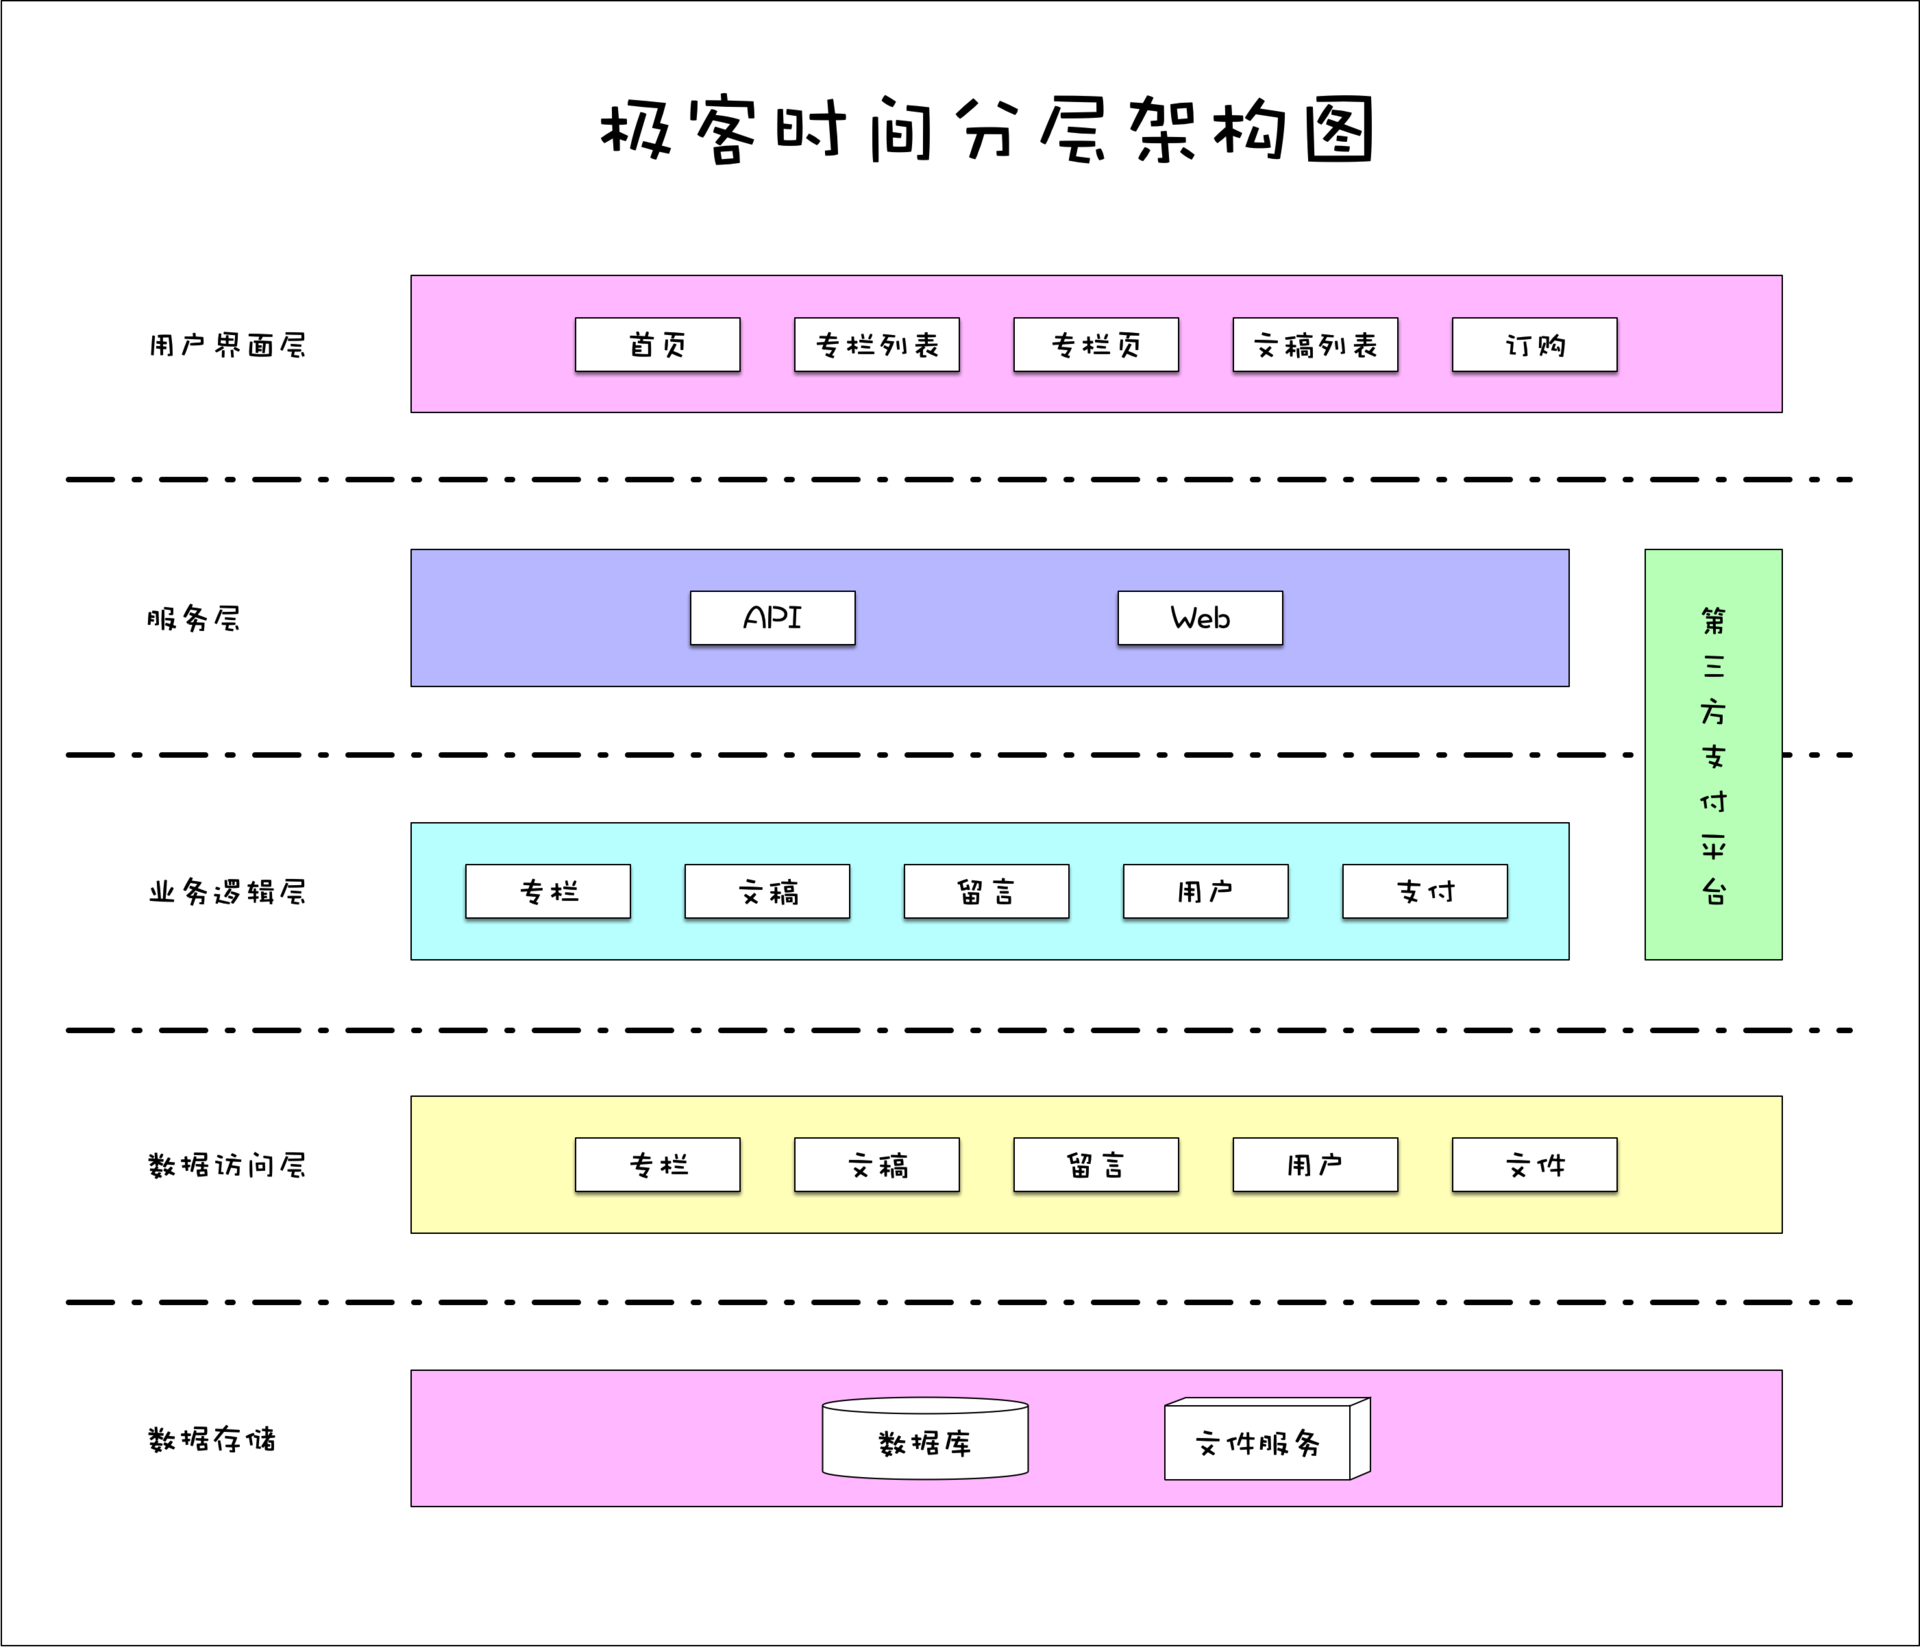 极客时间分层架构图
用户界面层
首页
专栏列表
专栏页
文稿列表
订购
服务层
API
Web
第三方支付平台
业务逻辑层
专栏
文稿
留言
用户
支付
数据访问层
专栏
文稿
留言
用户
文件
数据存储
数据库
文件服务